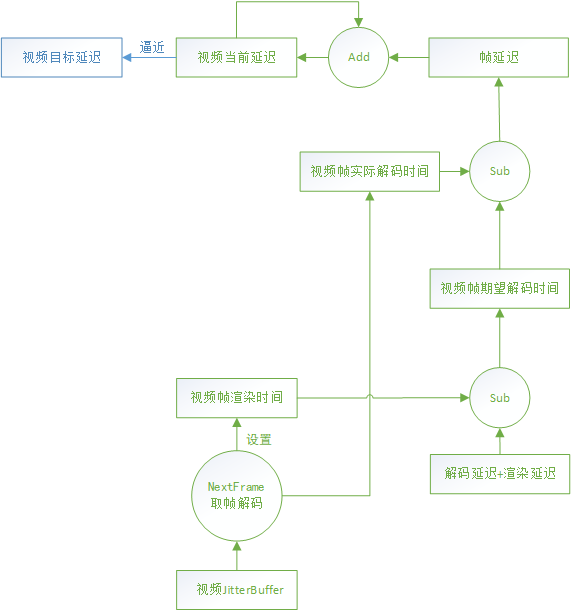 视频目标延迟
逼近
视频当前延迟
Add
帧延迟
视频帧实际解码时间
Sub
视频帧期望解码时间
视频帧渲染时间
Sub
设置
解码延迟+渲染延迟
NextFrame
取帧解码
视频JitterBuffer